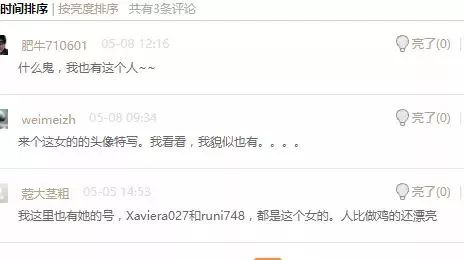 时间排序 | 按亮度排序 共有3条评论
肥牛710601 05-08 12:16 亮了(0) |
什么鬼，我也有这个人~~
weimeizh 05-08 09:34 亮了(0) |
来个这女的的头像特写。我看看，我貌似也有。。。。
蔻大茎粗 05-05 14:53 亮了(0) |
我这里也有她的号，Xaviera027和runi748，都是这个女的。人比做鸡的还漂亮